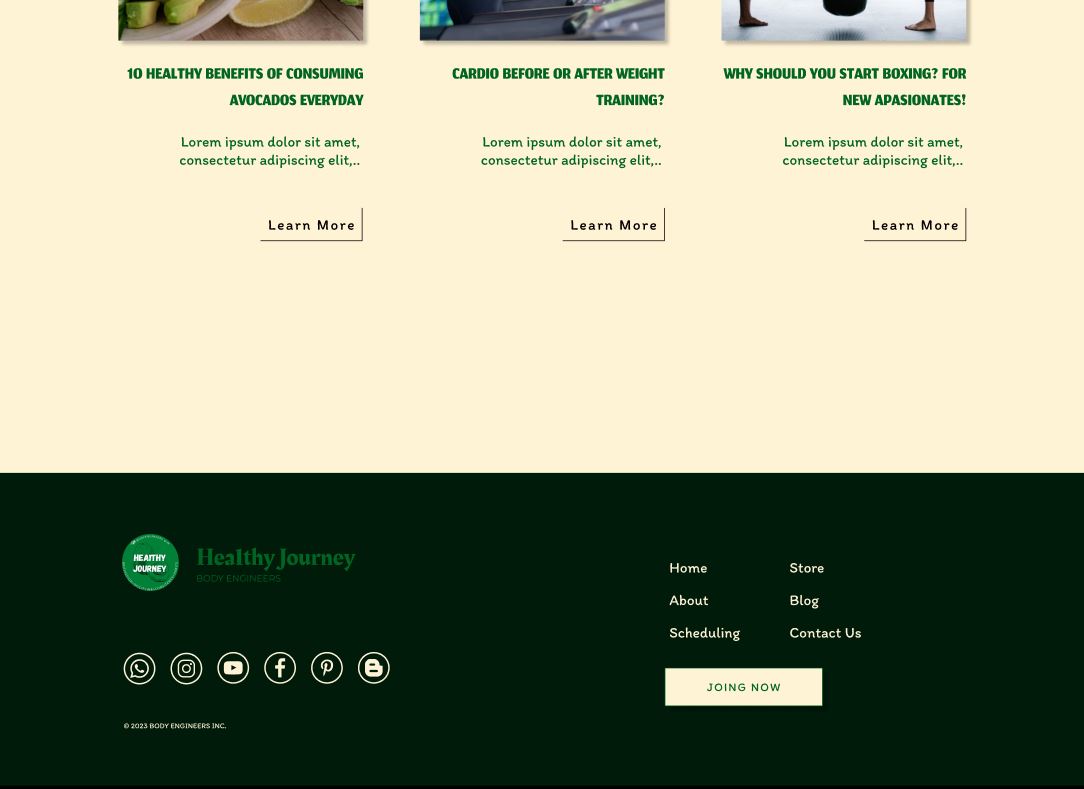 10 HEALTHY BENEFITS OF CONSUMING
AVOCADOS EVERYDAY
Lorem ipsum dolor sit amet,
consectetur adipiscing elit,..
Learn More
CARDIO BEFORE OR AFTER WEIGHT
TRAINING?
Lorem ipsum dolor sit amet,
consectetur adipiscing elit,..
Learn More
WHY SHOULD YOU START BOXING? FOR
NEW APASIONATES!
Lorem ipsum dolor sit amet,
consectetur adipiscing elit,..
Learn More
HEALTHY
JOURNEY
Healthy Journey
BODY ENGINEERS
© 2023 BODY ENGINEERS INC.
Home
About
Scheduling
Store
Blog
Contact Us
JOING NOW